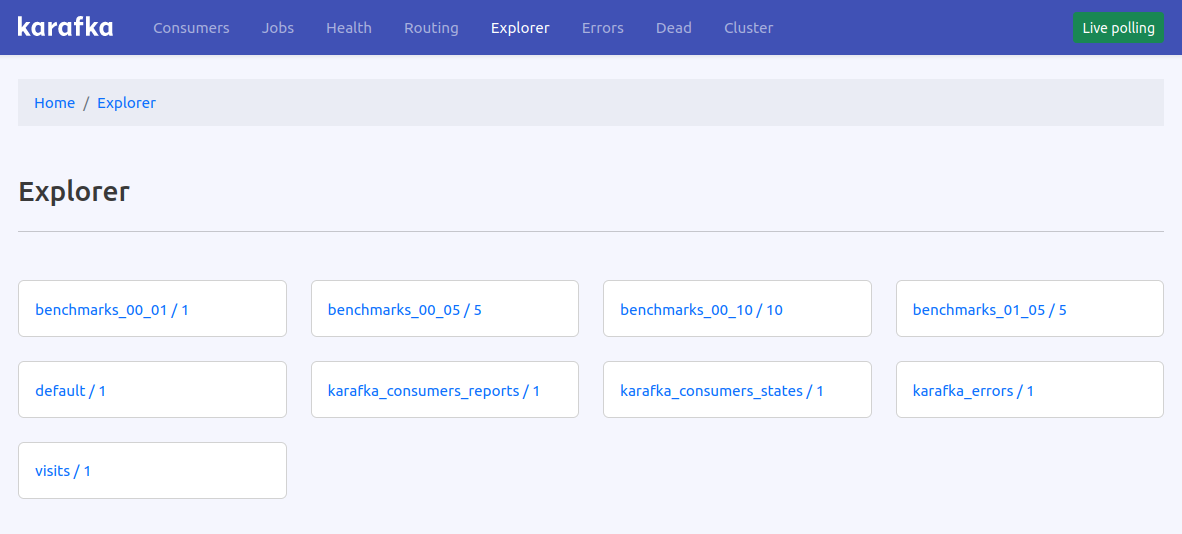 karafka Consumers Jobs Health Routing Explorer Errors Dead Cluster Live polling
Home / Explorer
Explorer
benchmarks_00_01 / 1 benchmarks_00_05 / 5 benchmarks_00_10 / 10 benchmarks_01_05 / 5
default / 1 karafka_consumers_reports / 1 karafka_consumers_states / 1 karafka_errors / 1
visits / 1